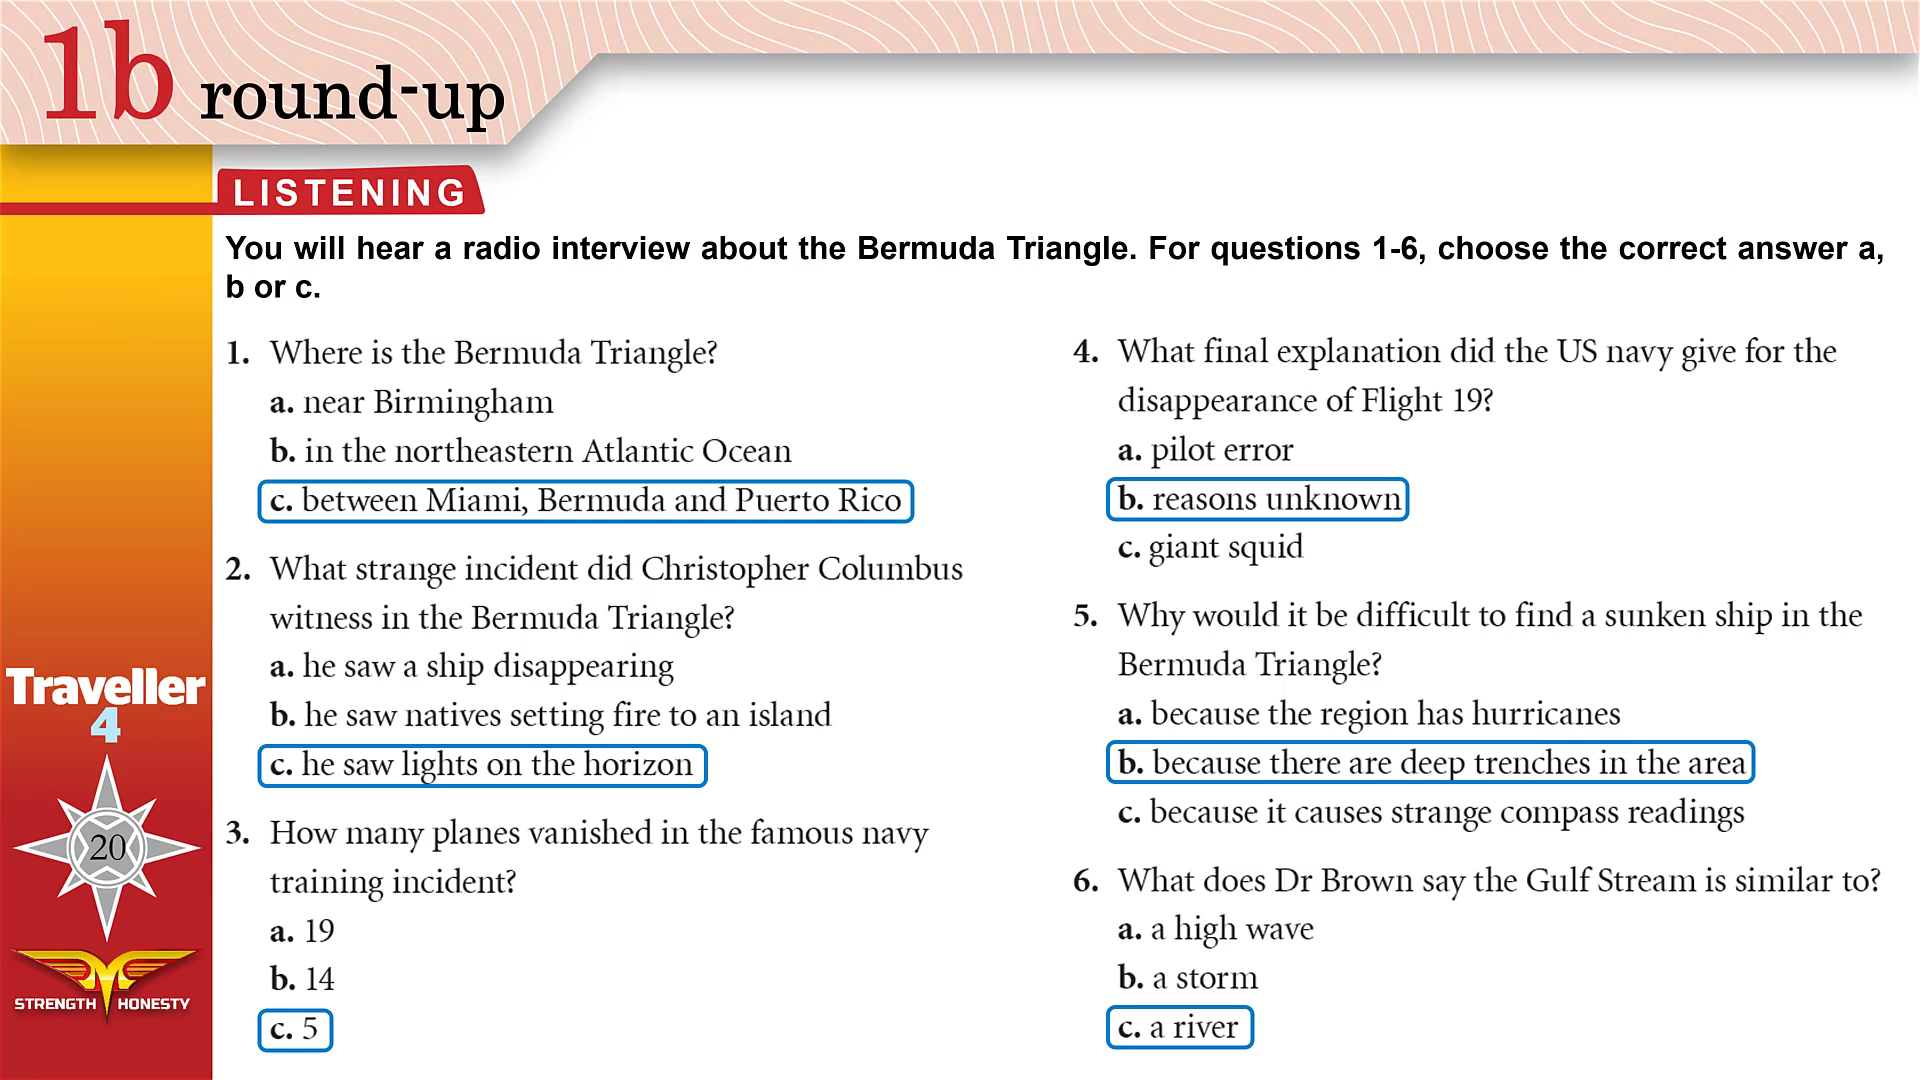 1b round-up
LISTENING
You will hear a radio interview about the Bermuda Triangle. For questions 1-6, choose the correct answer a,
b or c.
1. Where is the Bermuda Triangle?
a. near Birmingham
b. in the northeastern Atlantic Ocean
c. between Miami, Bermuda and Puerto Rico
2. What strange incident did Christopher Columbus
witness in the Bermuda Triangle?
a. he saw a ship disappearing
b. he saw natives setting fire to an island
c. he saw lights on the horizon
3. How many planes vanished in the famous navy
training incident?
a. 19
b. 14
c. 5
4. What final explanation did the US navy give for the
disappearance of Flight 19?
a. pilot error
b. reasons unknown
c. giant squid
5. Why would it be difficult to find a sunken ship in the
Bermuda Triangle?
a. because the region has hurricanes
b. because there are deep trenches in the area
c. because it causes strange compass readings
6. What does Dr Brown say the Gulf Stream is similar to?
a. a high wave
b. a storm
c. a river
Traveller
4
20
STRENGTH HONESTY